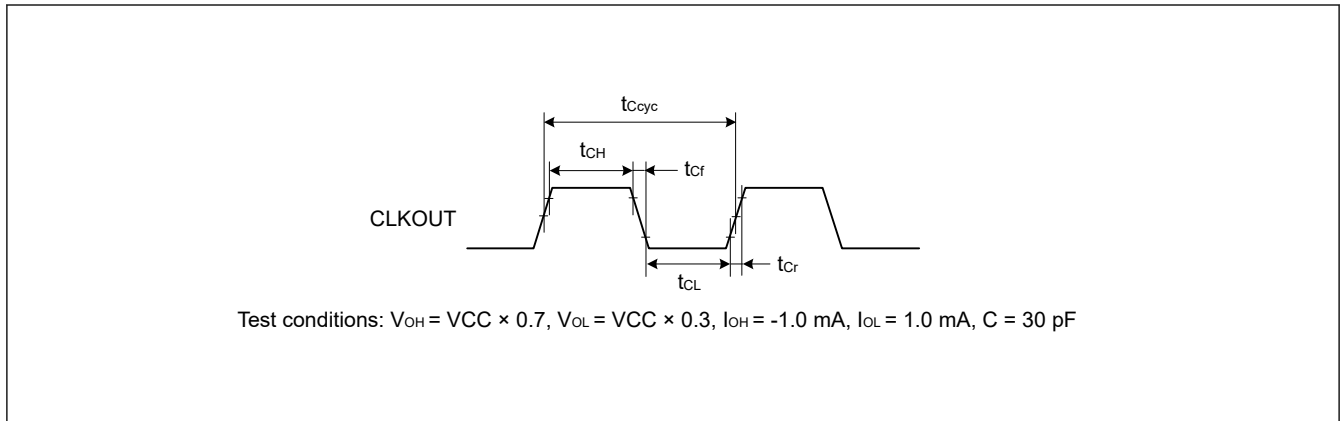 tCcyc
tCH
tCf
CLKOUT
tCr
tCL
Test conditions: VOH = VCC × 0.7, VOL = VCC × 0.3, IOH = -1.0 mA, IOL = 1.0 mA, C = 30 pF